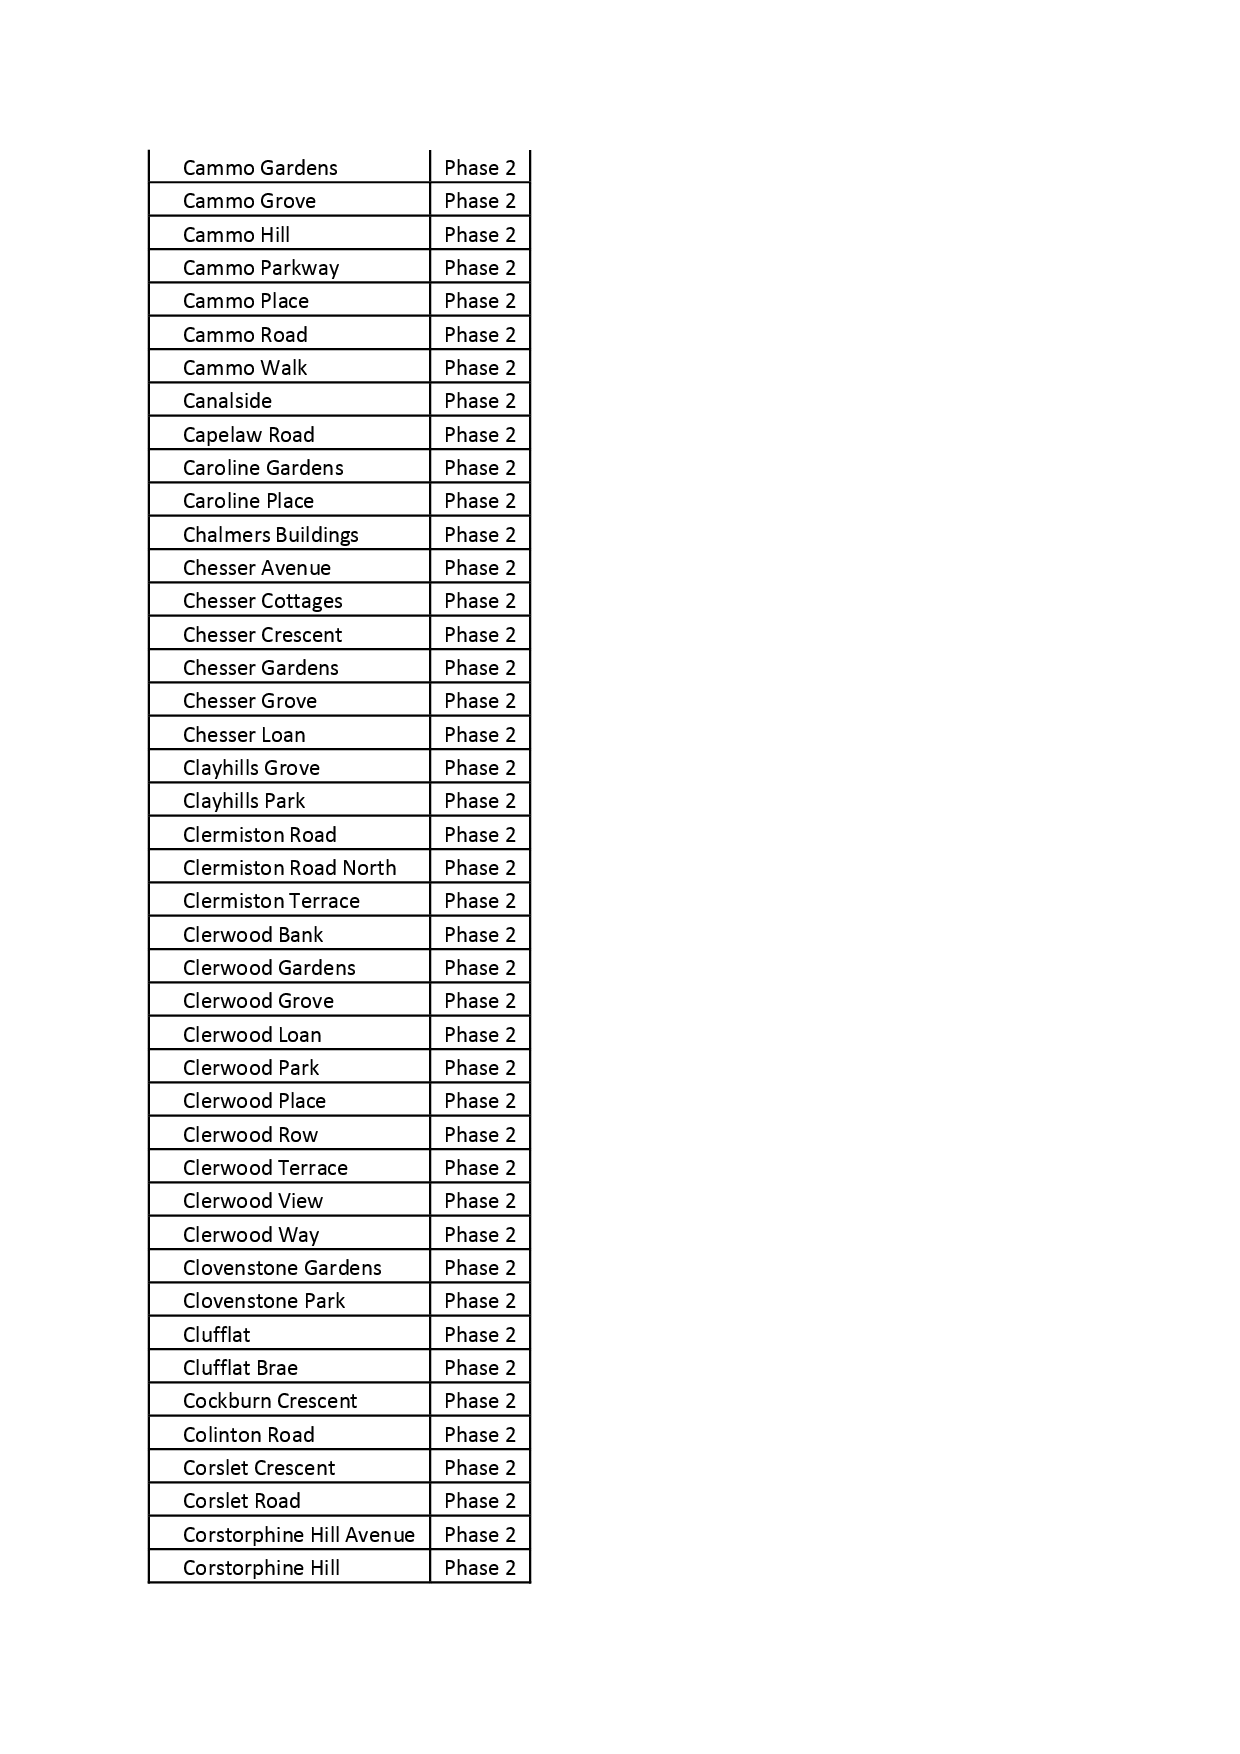 Cammo Gardens Phase 2
Cammo Grove Phase 2
Cammo Hill Phase 2
Cammo Parkway Phase 2
Cammo Place Phase 2
Cammo Road Phase 2
Cammo Walk Phase 2
Canalside Phase 2
Capelaw Road Phase 2
Caroline Gardens Phase 2
Caroline Place Phase 2
Chalmers Buildings Phase 2
Chesser Avenue Phase 2
Chesser Cottages Phase 2
Chesser Crescent Phase 2
Chesser Gardens Phase 2
Chesser Grove Phase 2
Chesser Loan Phase 2
Clayhills Grove Phase 2
Clayhills Park Phase 2
Clermiston Road Phase 2
Clermiston Road North Phase 2
Clermiston Terrace Phase 2
Clerwood Bank Phase 2
Clerwood Gardens Phase 2
Clerwood Grove Phase 2
Clerwood Loan Phase 2
Clerwood Park Phase 2
Clerwood Place Phase 2
Clerwood Row Phase 2
Clerwood Terrace Phase 2
Clerwood View Phase 2
Clerwood Way Phase 2
Clovenstone Gardens Phase 2
Clovenstone Park Phase 2
Clufflat Phase 2
Clufflat Brae Phase 2
Cockburn Crescent Phase 2
Colinton Road Phase 2
Corslet Crescent Phase 2
Corslet Road Phase 2
Corstorphine Hill Avenue Phase 2
Corstorphine Hill Phase 2